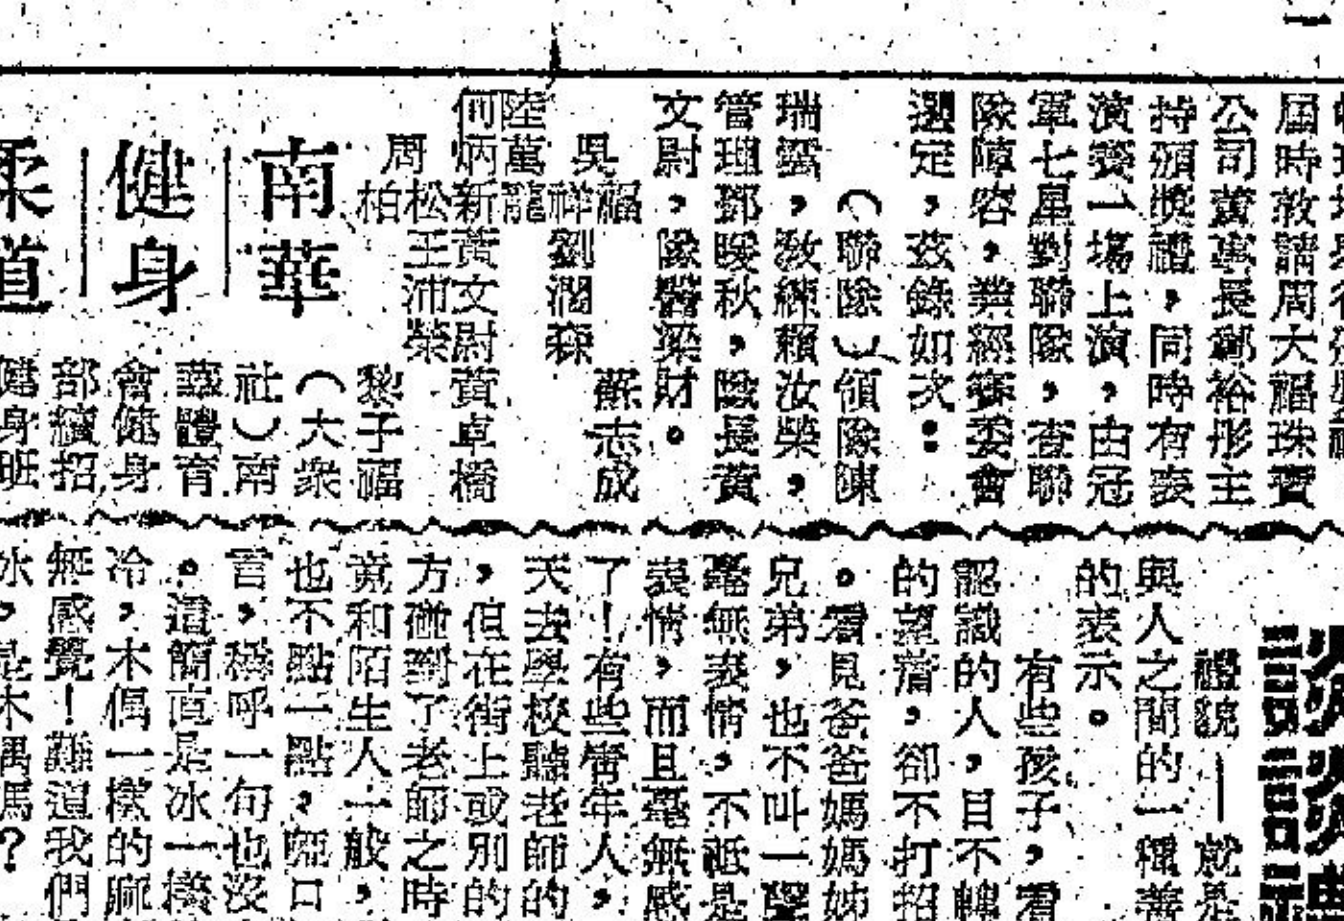 屆時敦請周大福珠寶
公司董事長鄭裕彤主
持頒獎禮，同時有表
演賽一塲上演，由冠
軍七星對聯隊，查聯
隊陣容，業經賽委會
選定，茲錄如次：
（聯隊）領隊陳
瑞，教練賴汝榮，
管理鄧暖秋，隊長黃
文尉，隊醫梁財。
蘇志成
吳福祥劉潤森
陸萬龍
何炳新黃文尉黃卓橋
周柏松王沛榮
黎子福
南華
健身
柔道
（大衆
社）南
華體育
會健身
部續招
健身班
禮貌——就是
與人之間的一種善
的表示。
有些孩子，看
認識的人，目不轉
的望着，卻不打招
。看見爸爸媽媽姊
兄弟，也不叫一聲
毫無表情，不祗是
表情，而且毫無感
了！有些青年人，
天去學校聽老師的
，但在街上或別的
方碰到了老師之時
竟和陌生人一般，
也不點一點，啞口
言，稱呼一句也沒
。這簡直是冰一樣
冷，木偶一樣的麻
無感覺！難道我們
冰，是木偶嗎？